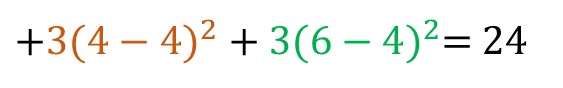 +3(4 − 4)² + 3(6 − 4)²= 24